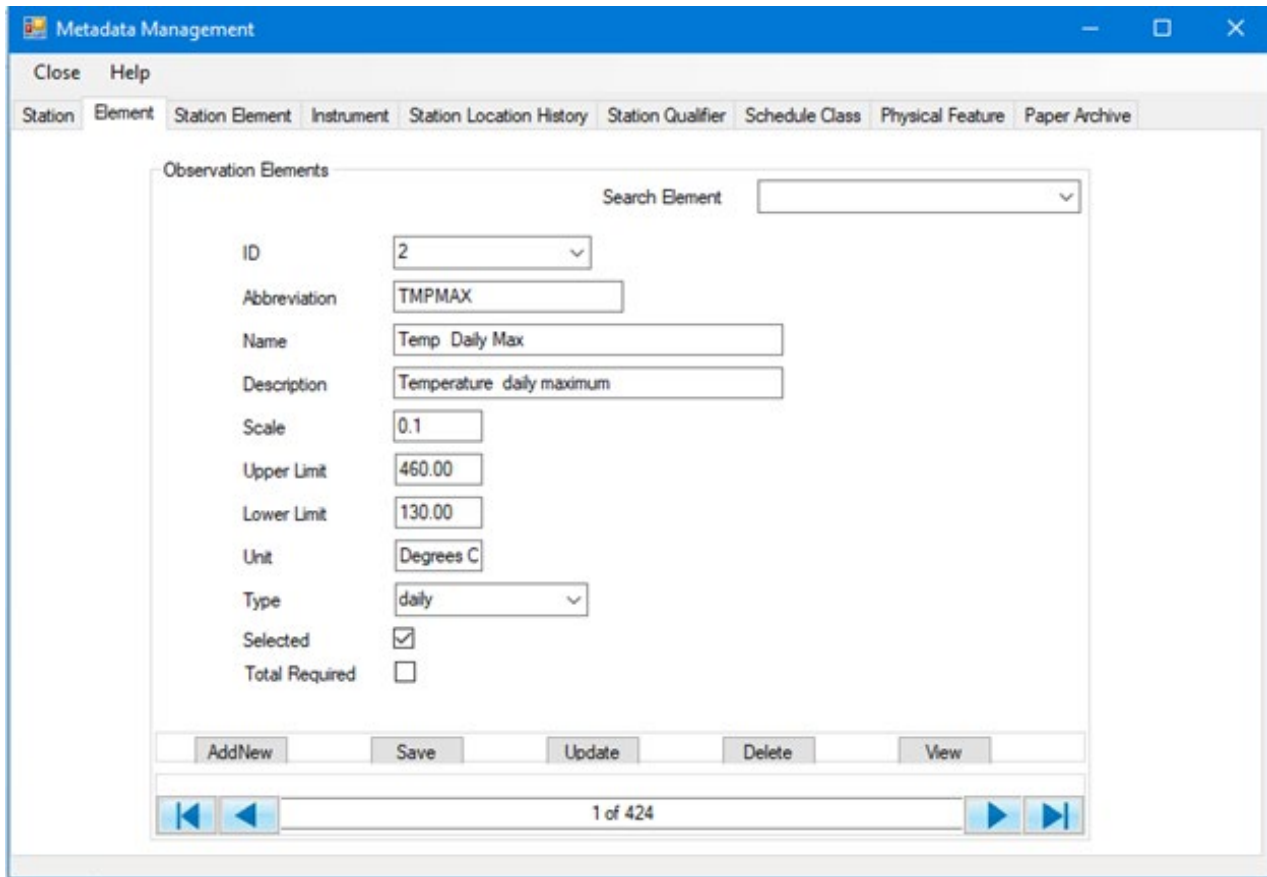 Metadata Management
Close Help
Station Element Station Element Instrument Station Location History Station Qualifier Schedule Class Physical Feature Paper Archive
Observation Elements
Search Element
ID 2
Abbreviation TMPMAX
Name Temp Daily Max
Description Temperature daily maximum
Scale 0.1
Upper Limit 460.00
Lower Limit 130.00
Unit Degrees C
Type daily
Selected
Total Required
AddNew Save Update Delete View
1 of 424